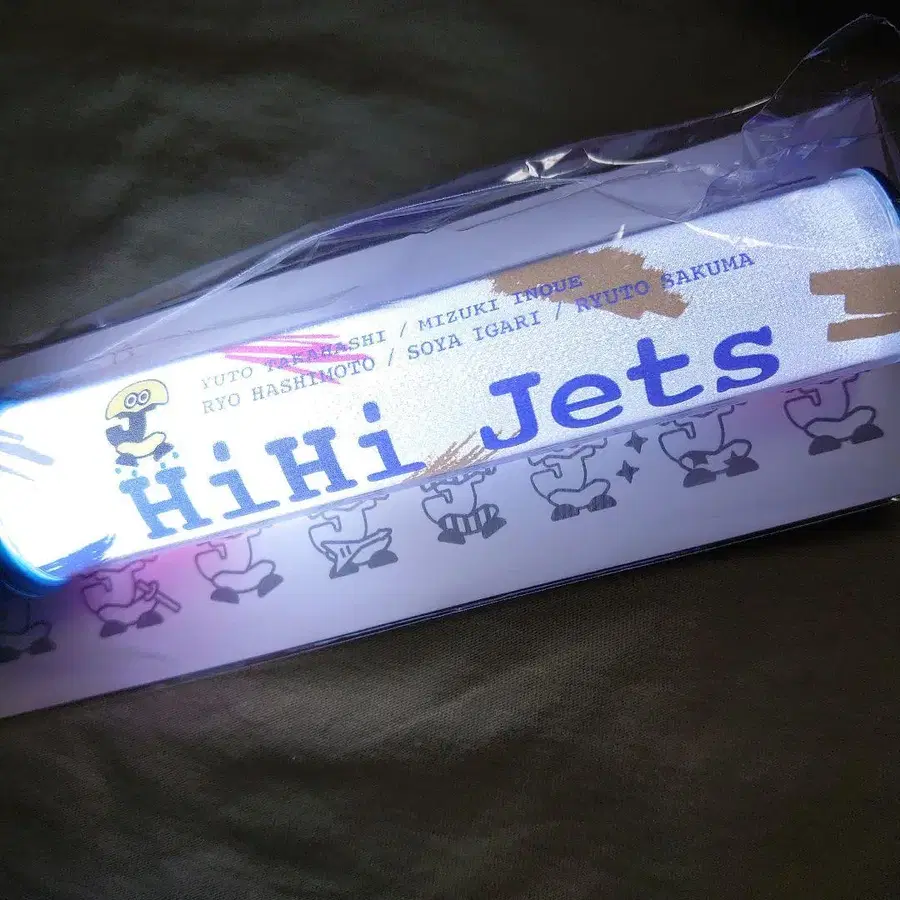 YUTO TAKAHASHI / MIZUKI INOUE
RYO HASHIMOTO / SOYA IGARI / RYUTO SAKUMA
HiHi Jets